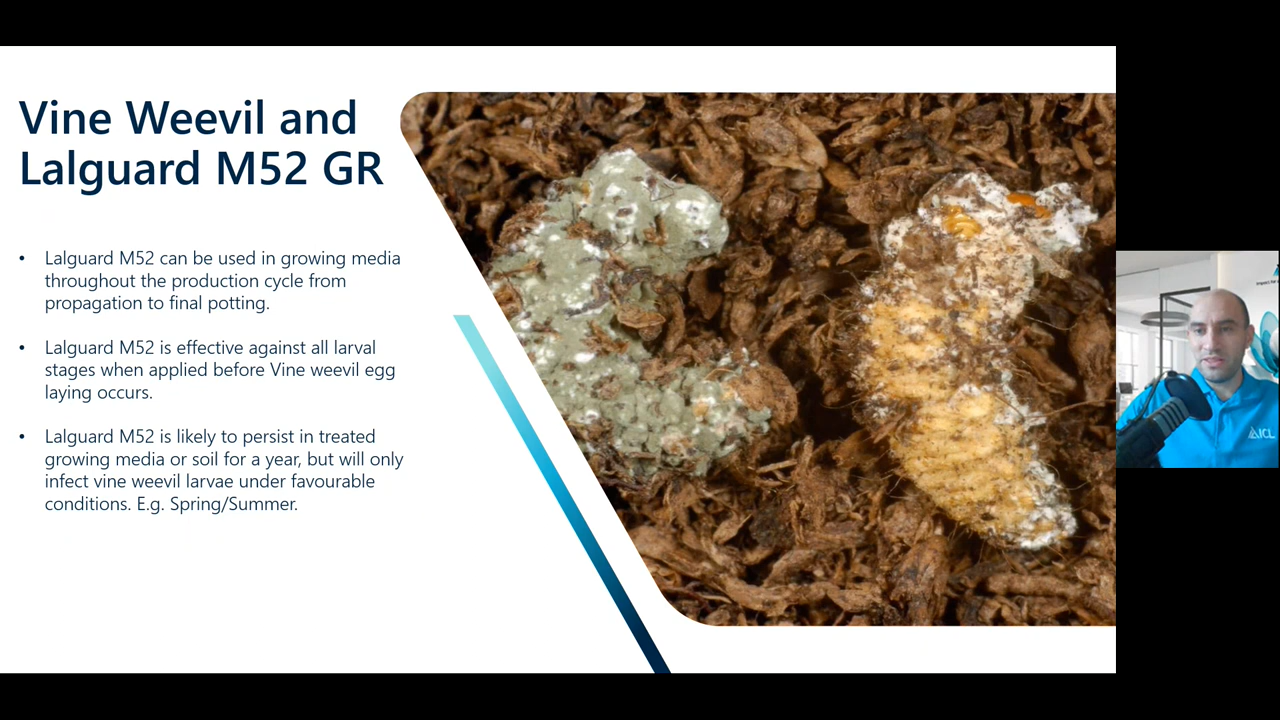 Vine Weevil and
Lalguard M52 GR
• Lalguard M52 can be used in growing media
throughout the production cycle from
propagation to final potting.
• Lalguard M52 is effective against all larval
stages when applied before Vine weevil egg
laying occurs.
• Lalguard M52 is likely to persist in treated
growing media or soil for a year, but will only
infect vine weevil larvae under favourable
conditions. E.g. Spring/Summer.
ICL